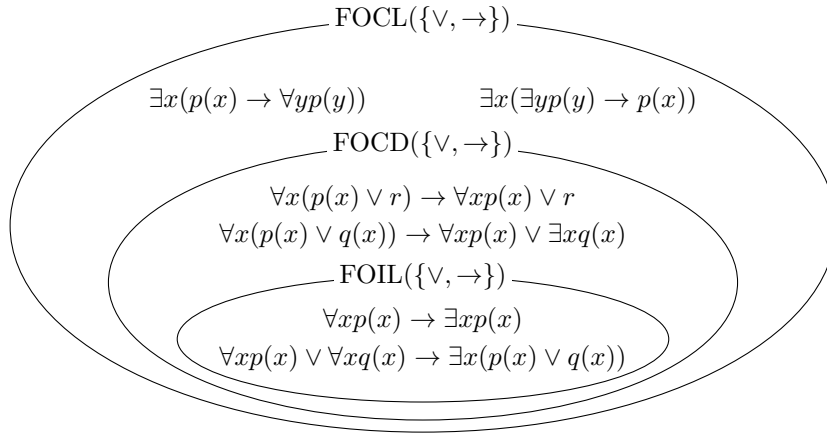 FOCL({∨, →})
∃x(p(x) → ∀yp(y)) ∃x(∃yp(y) → p(x))
FOCD({∨, →})
∀x(p(x) ∨ r) → ∀xp(x) ∨ r
∀x(p(x) ∨ q(x)) → ∀xp(x) ∨ ∃xq(x)
FOIL({∨, →})
∀xp(x) → ∃xp(x)
∀xp(x) ∨ ∀xq(x) → ∃x(p(x) ∨ q(x))